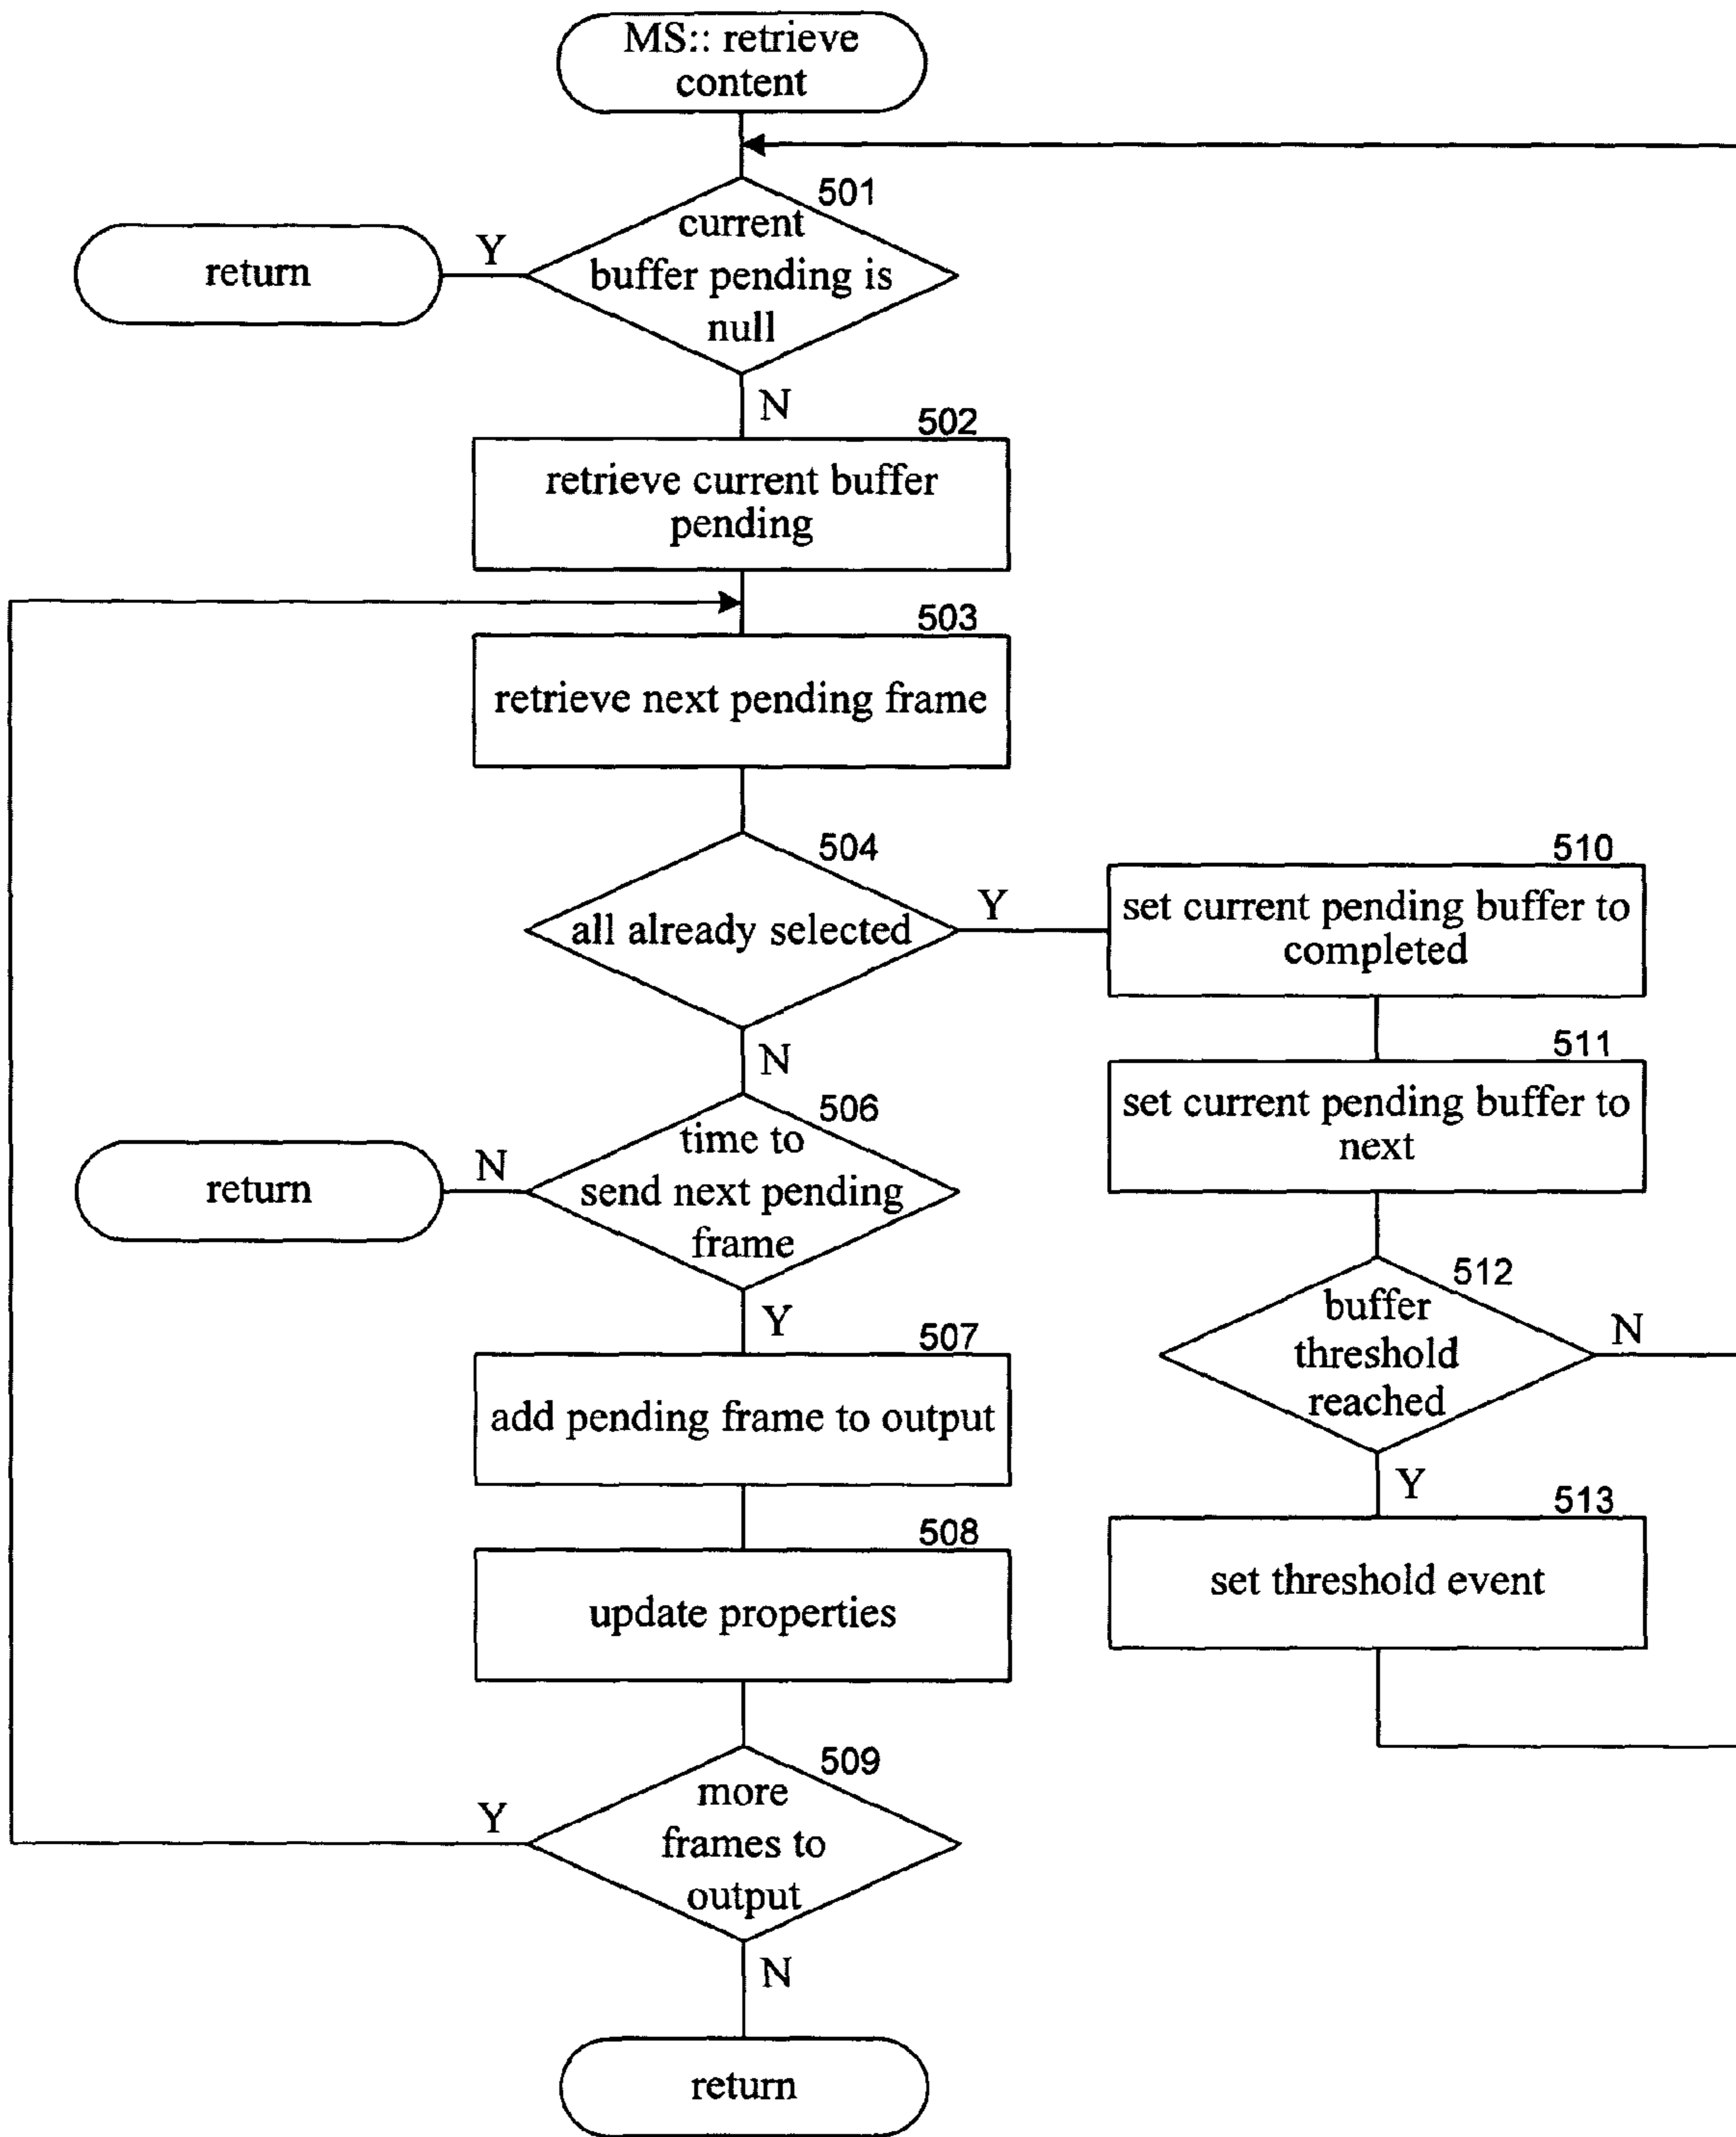 MS:: retrieve
content
501
current
buffer pending is
null
Y
return
N
502
retrieve current buffer
pending
503
retrieve next pending frame
504
all already selected
Y
N
506
time to
send next pending
frame
N
return
Y
507
add pending frame to output
508
update properties
509
more
frames to
output
Y
N
return
510
set current pending buffer to
completed
511
set current pending buffer to
next
512
buffer
threshold
reached
N
Y
513
set threshold event